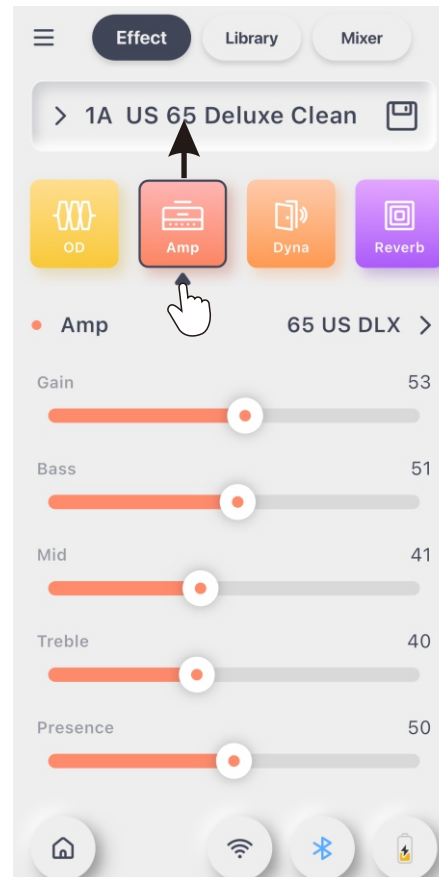 Effect Library Mixer
1A US 65 Deluxe Clean
OD Amp Dyna Reverb
Amp 65 US DLX
Gain 53
Bass 51
Mid 41
Treble 40
Presence 50